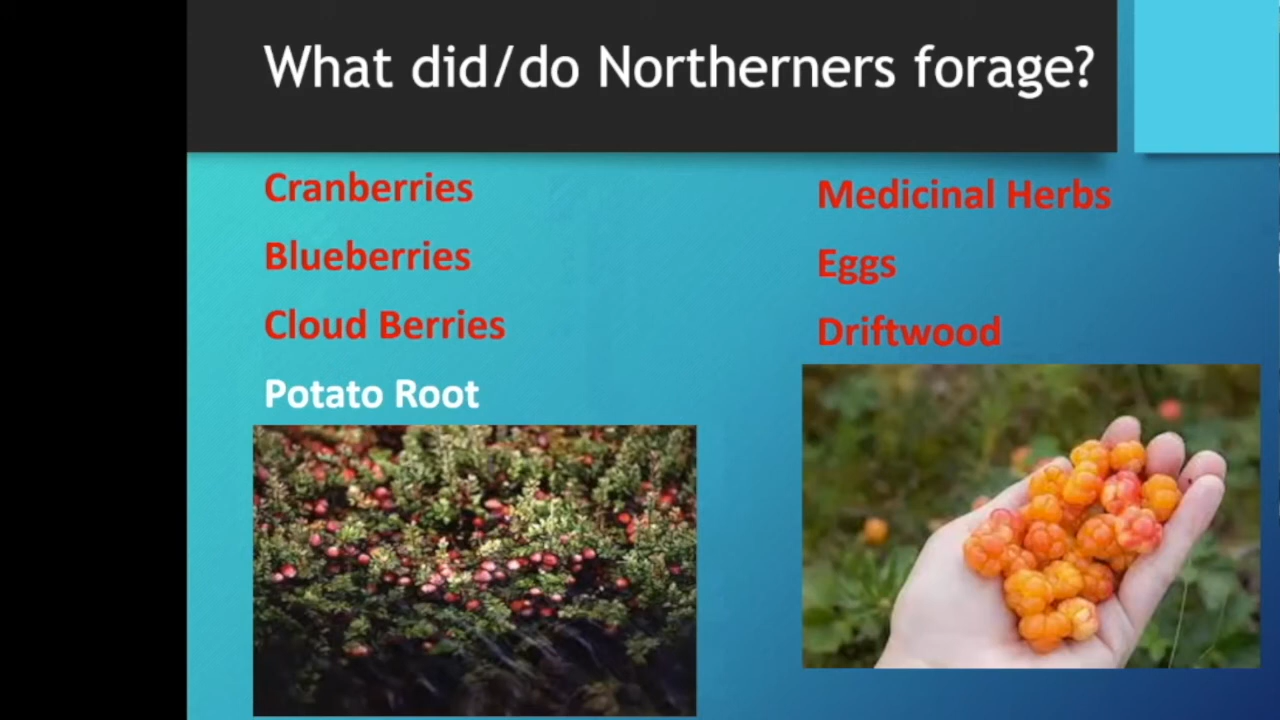 What did/do Northerners forage?
Cranberries
Blueberries
Cloud Berries
Potato Root
Medicinal Herbs
Eggs
Driftwood